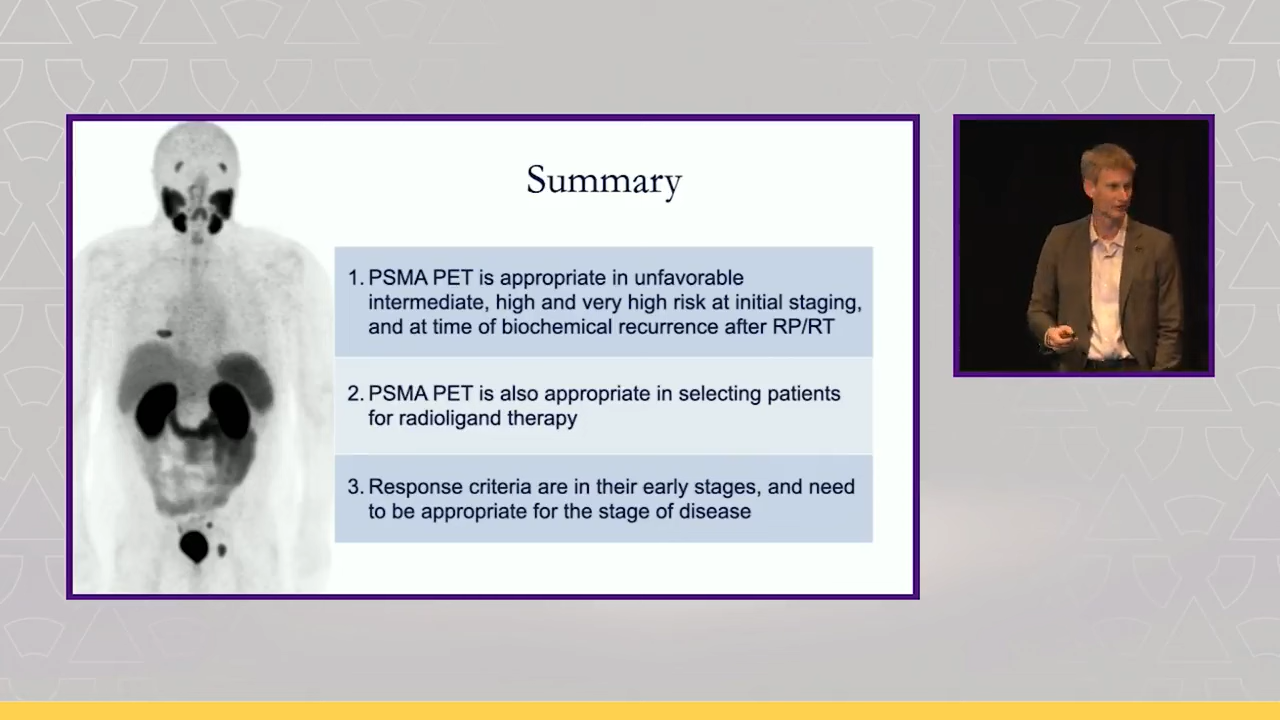 Summary
1. PSMA PET is appropriate in unfavorable
intermediate, high and very high risk at initial staging,
and at time of biochemical recurrence after RP/RT
2. PSMA PET is also appropriate in selecting patients
for radioligand therapy
3. Response criteria are in their early stages, and need
to be appropriate for the stage of disease